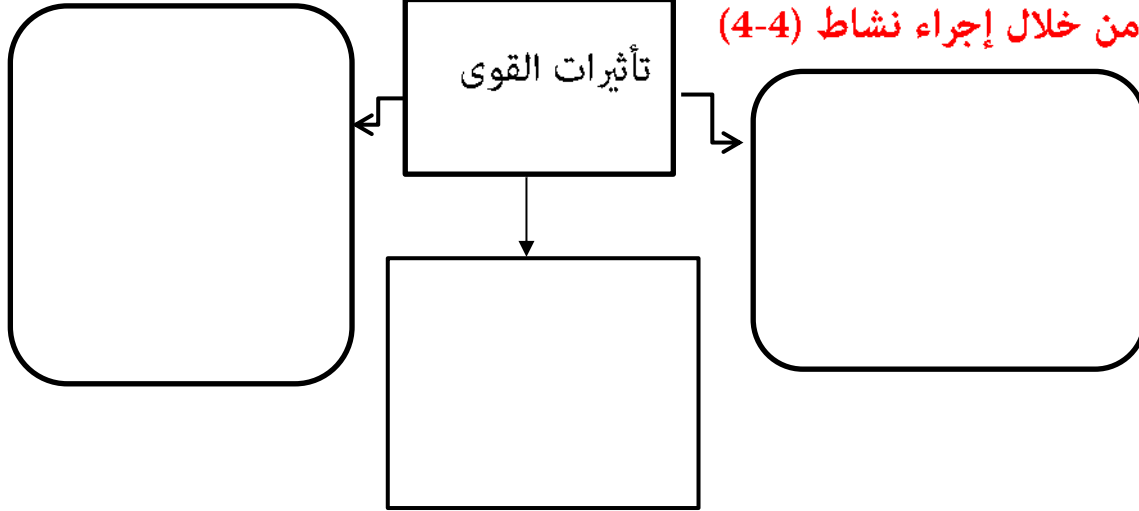 من خلال إجراء نشاط (4-4)
تأثيرات القوى